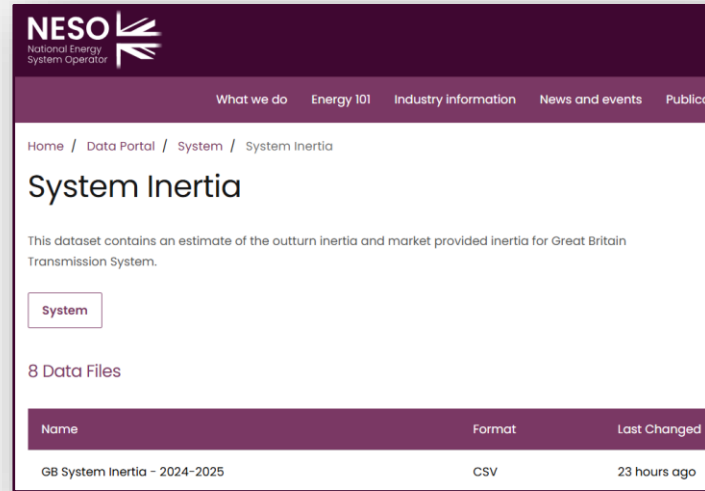 NESO
National Energy
System Operator
What we do Energy 101 Industry information News and events
Home / Data Portal / System / System Inertia
System Inertia
This dataset contains an estimate of the outturn inertia and market provided inertia for Great Britain
Transmission System.
System
8 Data Files
Name Format Last Changed
GB System Inertia - 2024-2025 CSV 23 hours ago